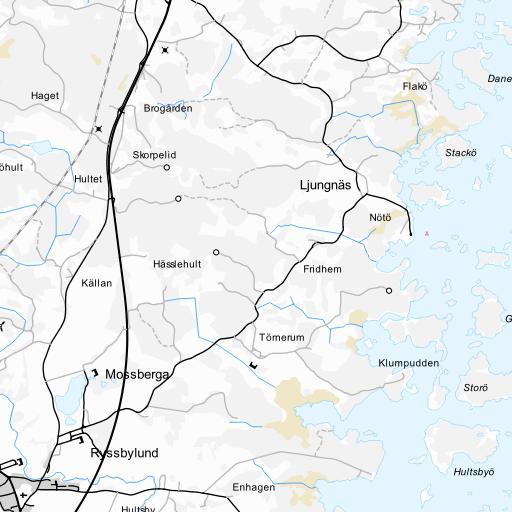 Dane
Flakö
Haget
Brogården
Stackö
Skorpelid
öhult
Hultet
Ljungnäs
Nötö
Hässlehult
Fridhem
Källan
G
Törnerum
Klumpudden
Mossberga
Storö
Ryssbylund
Hultsbyö
Enhagen
Hultsby